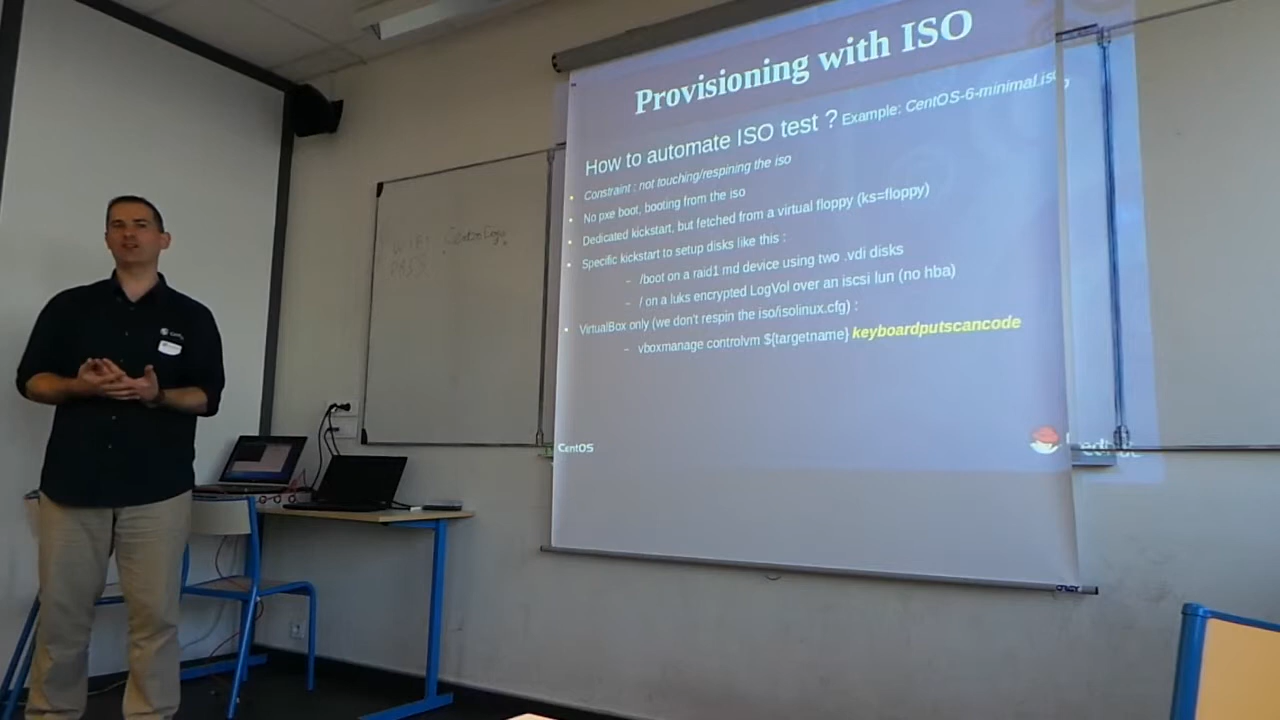 Provisioning with ISO
How to automate ISO test ? Example: CentOS-6-minimal.iso
Constraint : not touching/respining the iso
No pxe boot, booting from the iso
Dedicated kickstart, but fetched from a virtual floppy (ks=floppy)
Specific kickstart to setup disks like this :
- /boot on a raid1 md device using two .vdi disks
- / on a luks encrypted LogVol over an iscsi lun (no hba)
VirtualBox only (we don't respin the iso/isolinux.cfg) :
- vboxmanage controlvm ${targetname} keyboardputscancode
CentOS